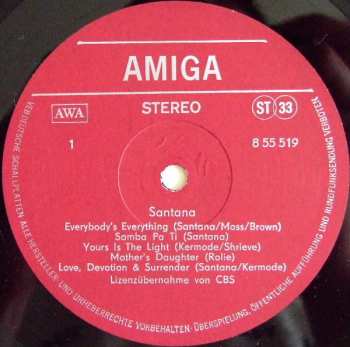 AMIGA
AWA
STEREO
ST 33
1
8 55 519
Santana
Everybody's Everything (Santana/Moss/Brown)
Samba Pa Ti (Santana)
Yours Is The Light (Kermode/Shrieve)
Mother's Daughter (Rolie)
Love, Devotion & Surrender (Santana/Kermode)
Lizenzübernahme von CBS
VEB DEUTSCHE SCHALLPLATTEN ALLE HERSTELLER UND URHEBERRECHTE VORBEHALTEN · ÜBERSPIELUNG, ÖFFENTLICHE AUFFÜHRUNG UND RUNDFUNKSENDUNG VERBOTEN